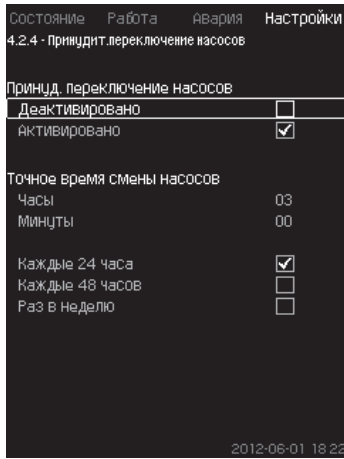 Состояние Работа Авария Настройки
4.2.4 - Принудит.переключение насосов
Принуд. переключение насосов
Деактивировано
Активировано
Точное время смены насосов
Часы 03
Минуты 00
Каждые 24 часа
Каждые 48 часов
Раз в неделю
2012-06-01 18:22